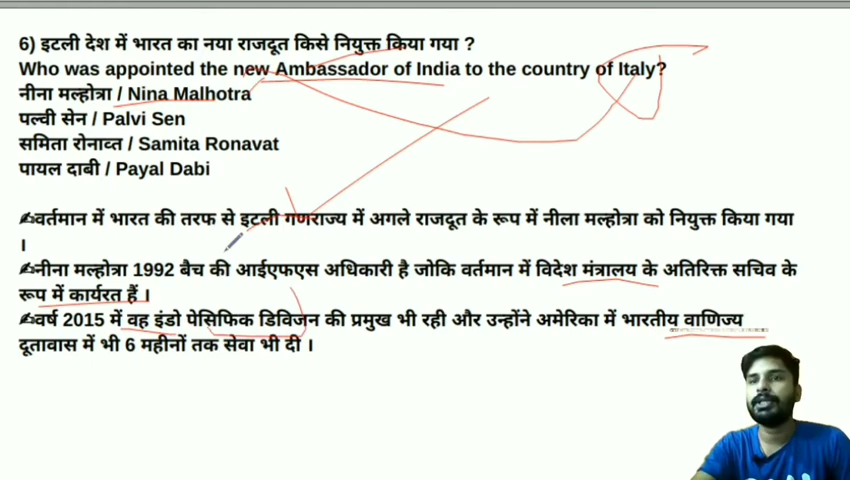 6) इटली देश में भारत का नया राजदूत किसे नियुक्त किया गया ?
Who was appointed the new Ambassador of India to the country of Italy?
नीना मल्होत्रा / Nina Malhotra
पल्वी सेन / Palvi Sen
समिता रोनाव्त / Samita Ronavat
पायल दाबी / Payal Dabi
✍वर्तमान में भारत की तरफ से इटली गणराज्य में अगले राजदूत के रूप में नीला मल्होत्रा को नियुक्त किया गया
।
✍नीना मल्होत्रा 1992 बैच की आईएफएस अधिकारी है जोकि वर्तमान में विदेश मंत्रालय के अतिरिक्त सचिव के
रूप में कार्यरत हैं ।
✍वर्ष 2015 में वह इंडो पेसिफिक डिविजन की प्रमुख भी रही और उन्होंने अमेरिका में भारतीय वाणिज्य
दूतावास में भी 6 महीनों तक सेवा भी दी ।